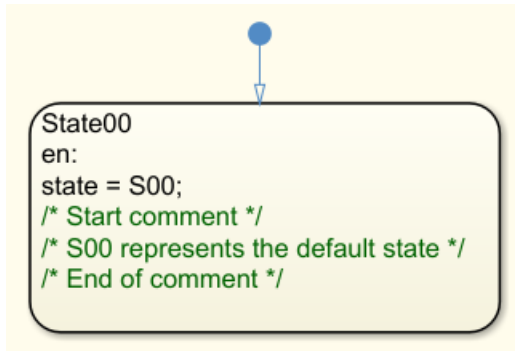 State00
en:
state = S00;
/* Start comment */
/* S00 represents the default state */
/* End of comment */